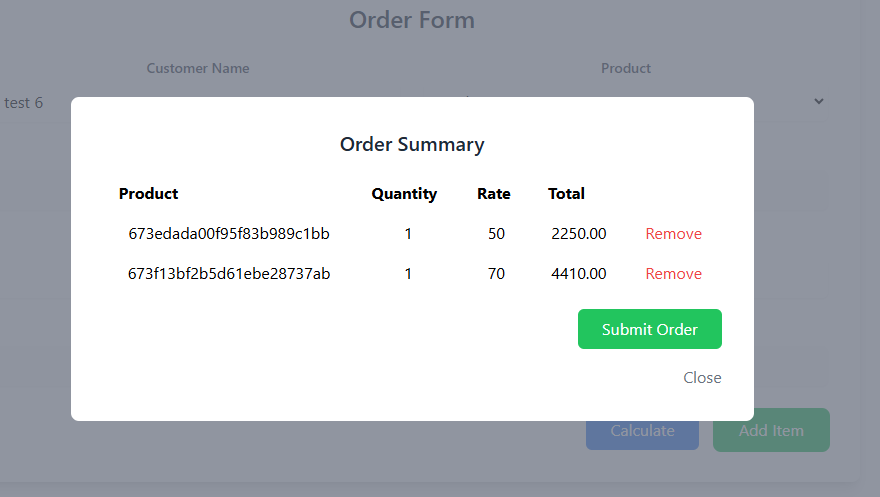 Order Form
Customer Name Product
test 6
Order Summary
Product Quantity Rate Total
673edada00f95f83b989c1bb 1 50 2250.00 Remove
673f13bf2b5d61ebe28737ab 1 70 4410.00 Remove
Submit Order
Close
Calculate Add Item